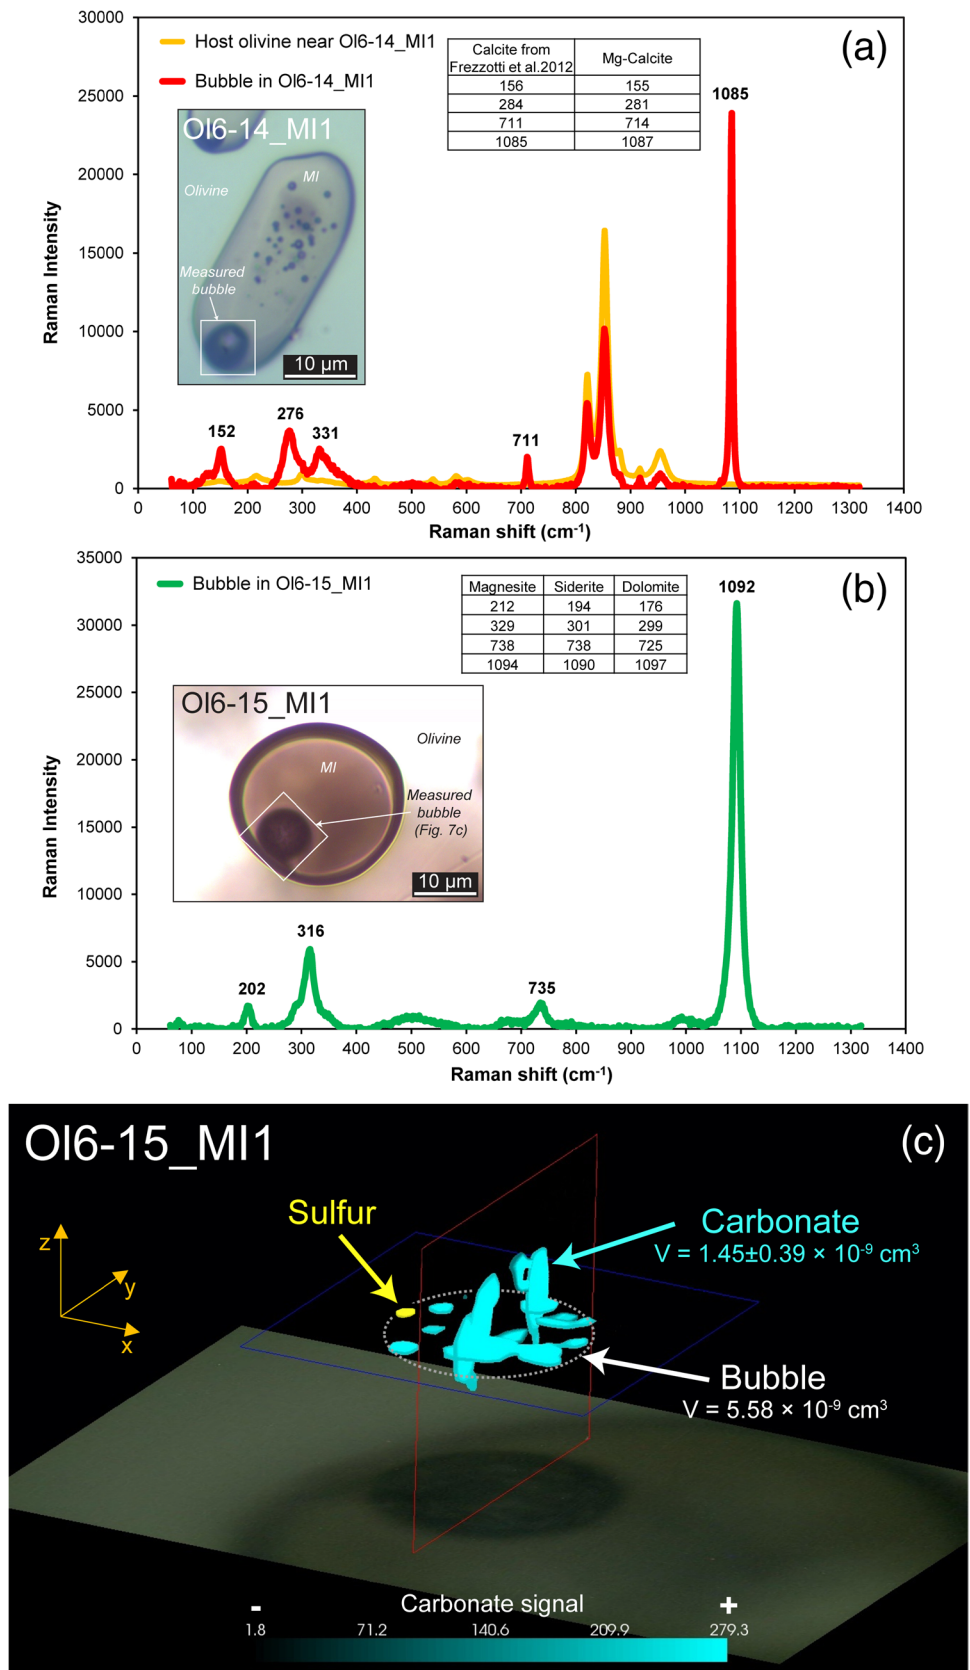 (a)
Host olivine near Ol6-14_MI1
Bubble in Ol6-14_MI1
Calcite from Frezzotti et al.2012 Mg-Calcite
156 155
284 281
711 714
1085 1087
30000
25000
20000
15000
10000
5000
0
Raman Intensity
Ol6-14_MI1
MI
Olivine
Measured
bubble
10 µm
152
276
331
711
1085
0 100 200 300 400 500 600 700 800 900 1000 1100 1200 1300 1400
Raman shift (cm-1)
(b)
Bubble in Ol6-15_MI1
Magnesite Siderite Dolomite
212 194 176
329 301 299
738 738 725
1094 1090 1097
35000
30000
25000
20000
15000
10000
5000
0
Raman Intensity
Ol6-15_MI1
Olivine
MI
Measured
bubble
(Fig. 7c)
10 µm
202
316
735
1092
0 100 200 300 400 500 600 700 800 900 1000 1100 1200 1300 1400
Raman shift (cm-1)
Ol6-15_MI1
(c)
Sulfur
Carbonate
V = 1.45±0.39 × 10-9 cm3
z
y
x
Bubble
V = 5.58 × 10-9 cm3
- Carbonate signal +
1.8 71.2 140.6 209.9 279.3